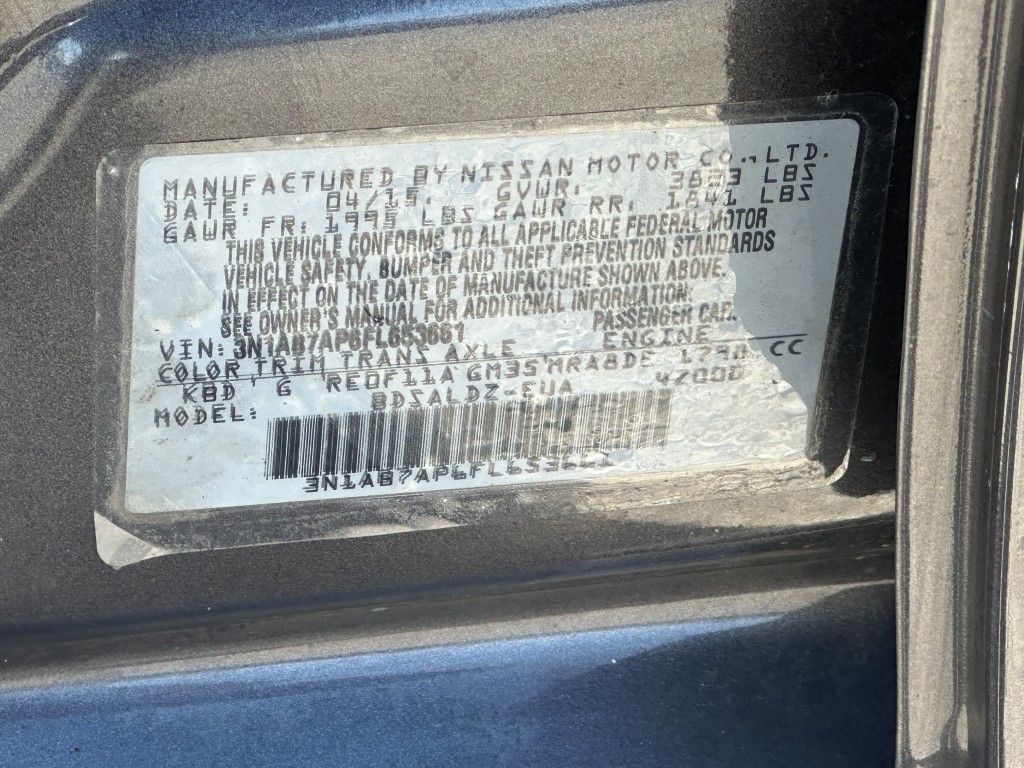 MANUFACTURED BY NISSAN MOTOR CO., LTD.
DATE: 04/15. GVWR. 3833 LBS
GAWR FR: 1995 LBS GAWR RR. 1841 LBS
THIS VEHICLE CONFORMS TO ALL APPLICABLE FEDERAL MOTOR
VEHICLE SAFETY, BUMPER AND THEFT PREVENTION STANDARDS
IN EFFECT ON THE DATE OF MANUFACTURE SHOWN ABOVE.
SEE OWNER'S MANUAL FOR ADDITIONAL INFORMATION.
VIN: 3N1AB7AP6FL653661 PASSENGER CAR.
COLOR TRIM TRANS AXLE ENGINE
KBD G RE0F11A GM35 MRA8DE 1798 CC
MODEL: BDSALDZ-EUA 47000
3N1AB7AP6FL653661